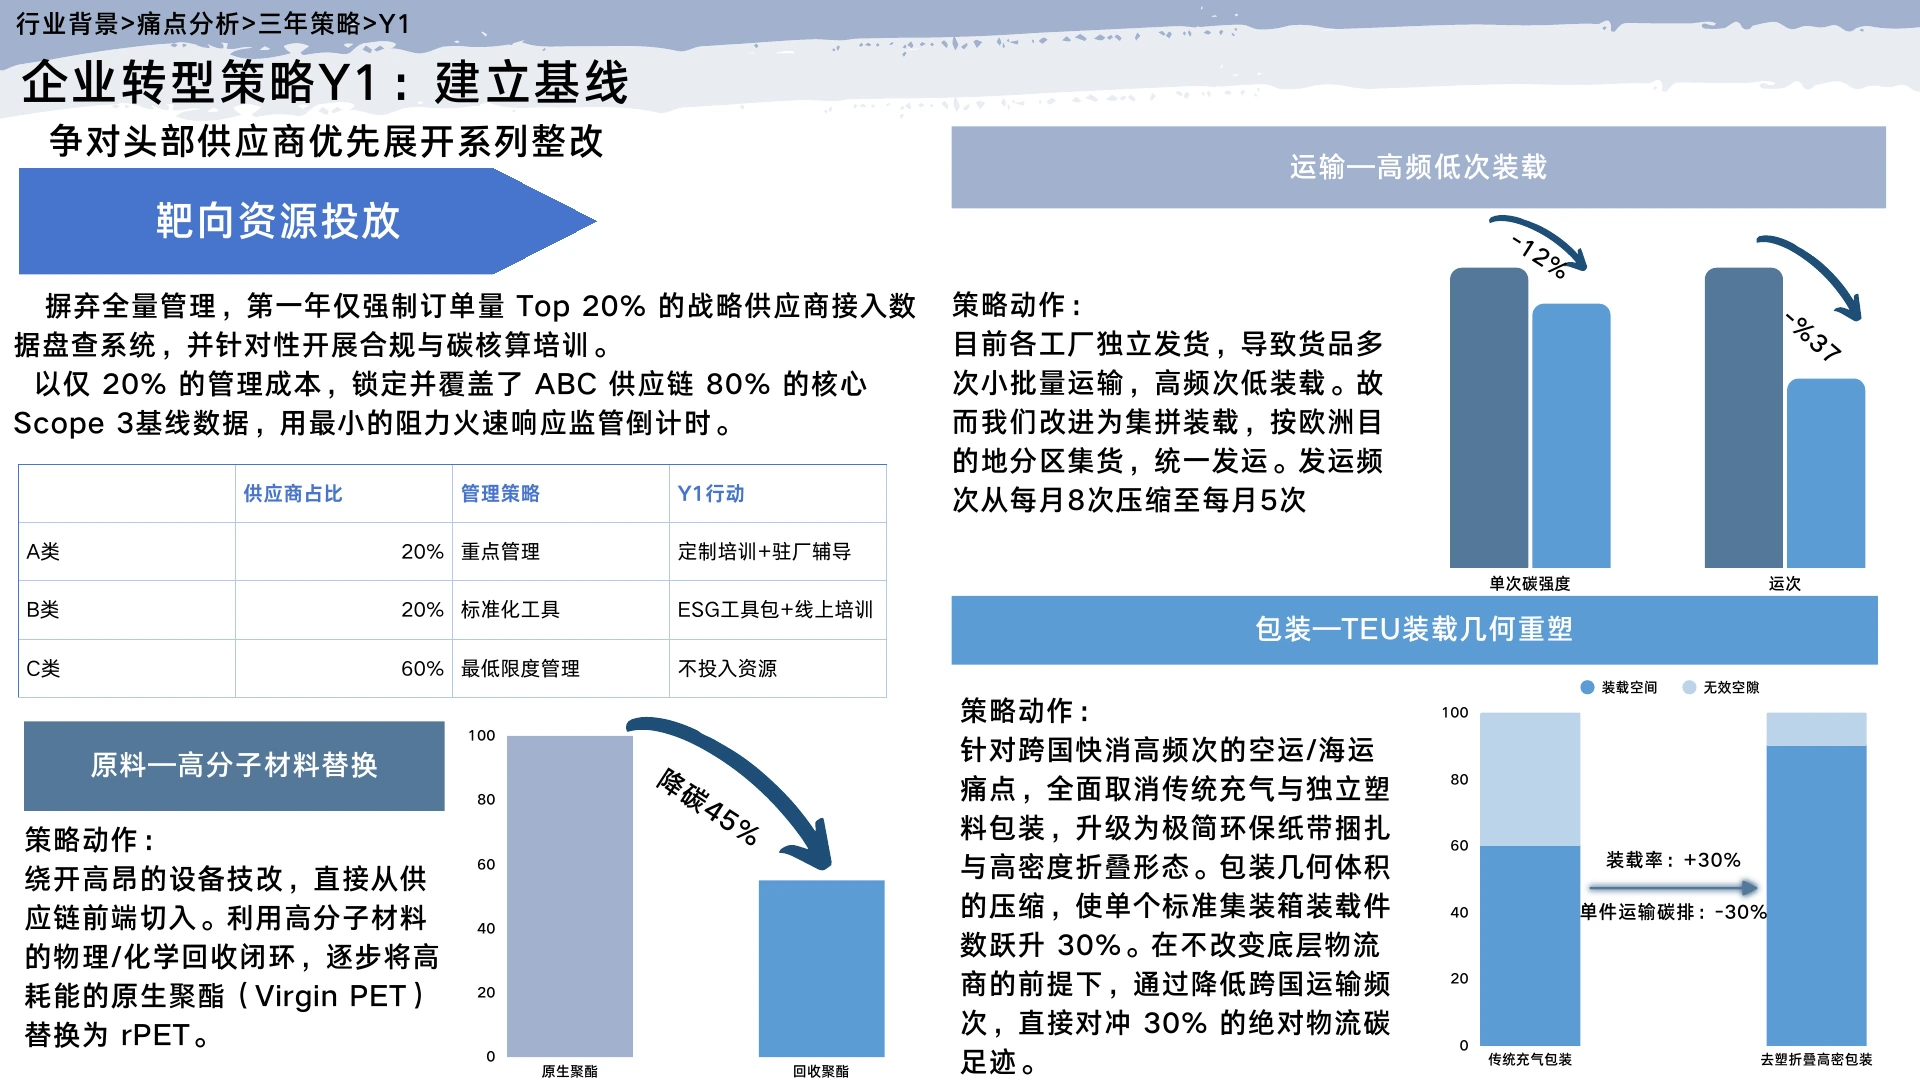 行业背景>痛点分析>三年策略>Y1
企业转型策略Y1：建立基线
争对头部供应商优先展开系列整改
靶向资源投放
摒弃全量管理，第一年仅强制订单量 Top 20% 的战略供应商接入数
据盘查系统，并针对性开展合规与碳核算培训。
以仅 20% 的管理成本，锁定并覆盖了 ABC 供应链 80% 的核心
Scope 3基线数据，用最小的阻力火速响应监管倒计时。
供应商占比 管理策略 Y1行动
A类 20% 重点管理 定制培训+驻厂辅导
B类 20% 标准化工具 ESG工具包+线上培训
C类 60% 最低限度管理 不投入资源
原料—高分子材料替换
策略动作：
绕开高昂的设备技改，直接从供
应链前端切入。利用高分子材料
的物理/化学回收闭环，逐步将高
耗能的原生聚酯（Virgin PET）
替换为 rPET。
100
80
60
40
20
0
降碳45%
原生聚酯 回收聚酯
运输—高频低次装载
策略动作：
目前各工厂独立发货，导致货品多
次小批量运输，高频次低装载。故
而我们改进为集拼装载，按欧洲目
的地分区集货，统一发运。发运频
次从每月8次压缩至每月5次
-12%
-%37
单次碳强度 运次
包装—TEU装载几何重塑
策略动作：
针对跨国快消高频次的空运/海运
痛点，全面取消传统充气与独立塑
料包装，升级为极简环保纸带捆扎
与高密度折叠形态。包装几何体积
的压缩，使单个标准集装箱装载件
数跃升 30%。在不改变底层物流
商的前提下，通过降低跨国运输频
次，直接对冲 30% 的绝对物流碳
足迹。
装载空间 无效空隙
100
80
60
40
20
0
装载率：+30%
单件运输碳排：-30%
传统充气包装 去塑折叠高密包装